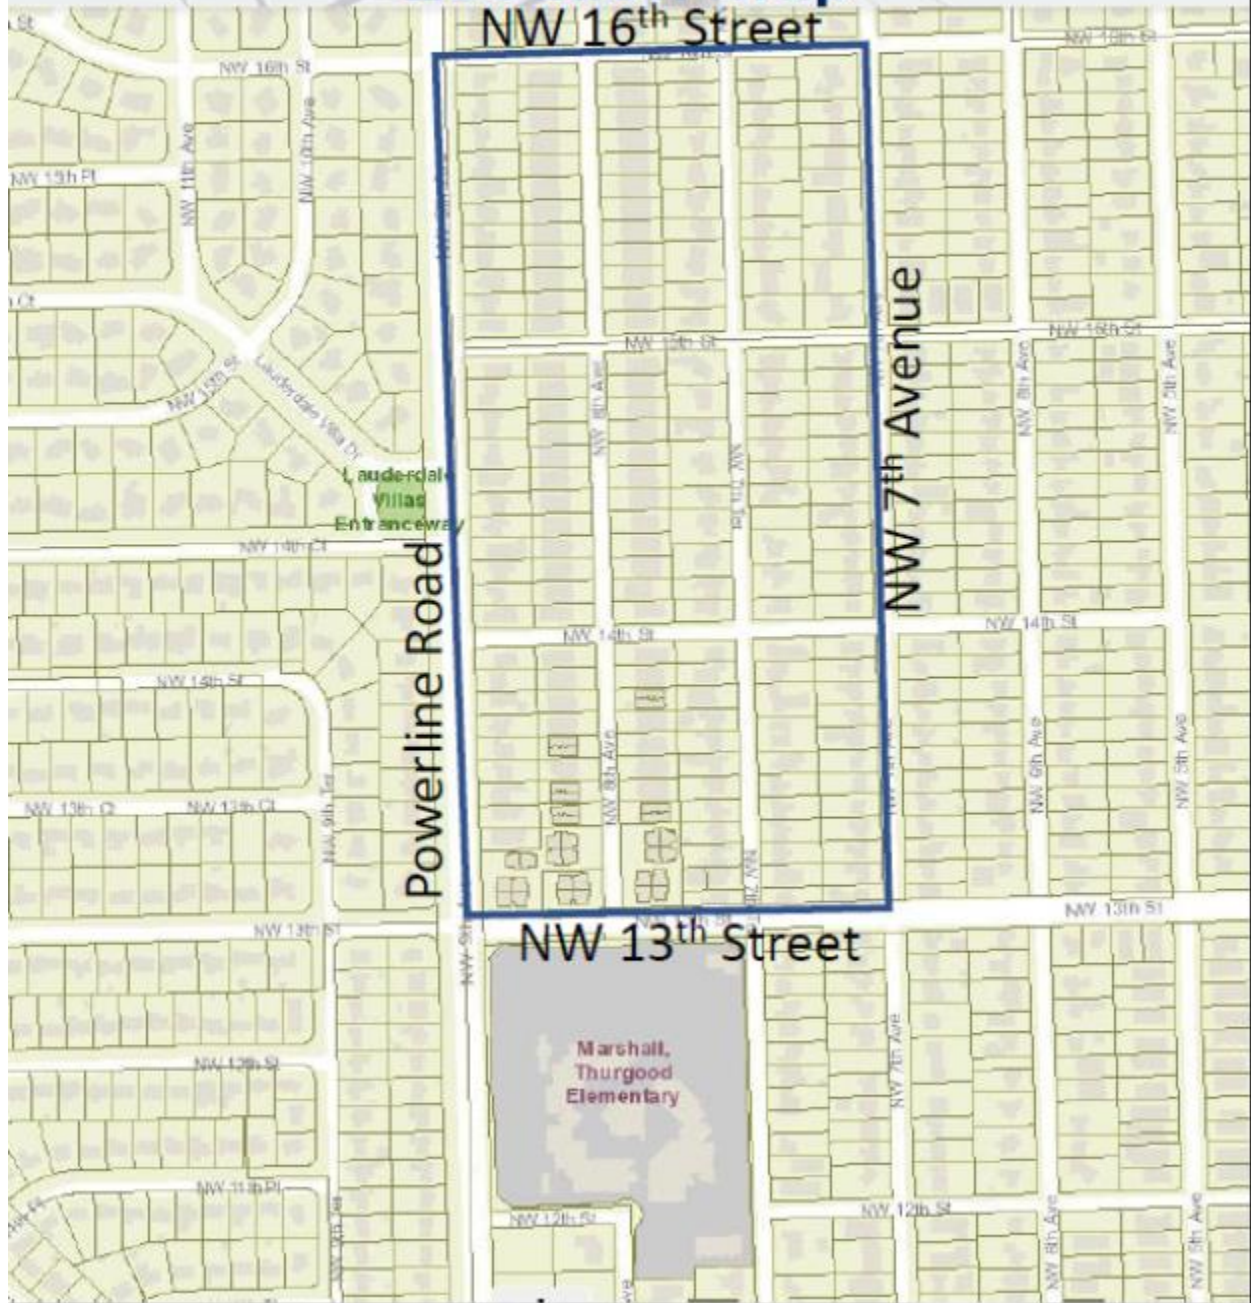 NW 16th Street
NW 16th St
NW 16th St
NW 11th Ave
NW 10th Ave
NW 15th Pl
Ct
NW 15th St
NW 15th St
NW 15th St
Lauderdale Villa Dr
NW 8th Ave
NW 7th Ter
NW 6th Ave
NW 5th Ave
NW 7th Avenue
Lauderdale
Villas
Entranceway
NW 14th Ct
Powerline Road
NW 14th St
NW 14th St
NW 14th St
NW 13th Ct
NW 13th Ct
NW 9th Ter
NW 8th Ave
NW 6th Ave
NW 5th Ave
NW 13th St
NW 13th St
NW 13th Street
Marshall,
Thurgood
Elementary
NW 7th Ave
NW 12th St
NW 11th Pl
NW 12th St
NW 12th St
NW 9th Ter
NW 6th Ave
NW 5th Ave